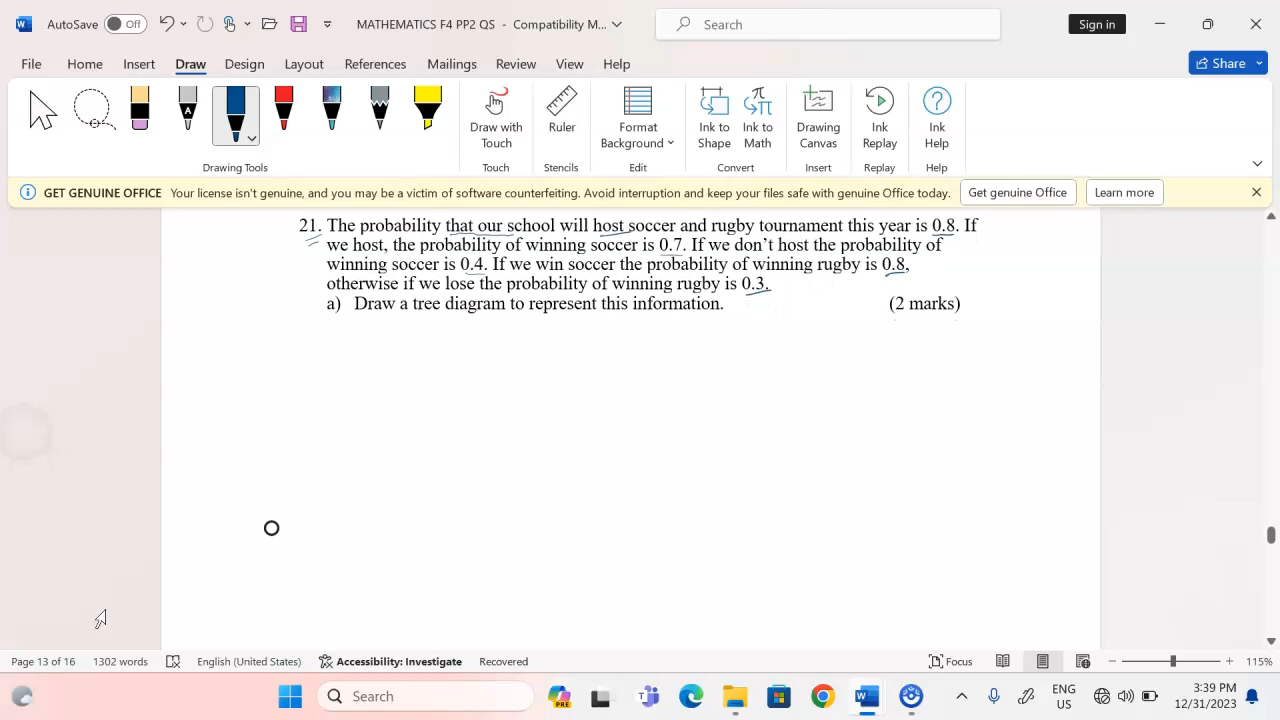 AutoSave Off MATHEMATICS F4 PP2 QS - Compatibility M... Search Sign in
File Home Insert Draw Design Layout References Mailings Review View Help Share
Draw with Touch
Ruler
Format Background
Ink to Shape
Ink to Math
Drawing Canvas
Ink Replay
Ink Help
Drawing Tools Touch Stencils Edit Convert Insert Replay Help
GET GENUINE OFFICE Your license isn't genuine, and you may be a victim of software counterfeiting. Avoid interruption and keep your files safe with genuine Office today. Get genuine Office Learn more
21. The probability that our school will host soccer and rugby tournament this year is 0.8. If
we host, the probability of winning soccer is 0.7. If we don't host the probability of
winning soccer is 0.4. If we win soccer the probability of winning rugby is 0.8,
otherwise if we lose the probability of winning rugby is 0.3.
a) Draw a tree diagram to represent this information. (2 marks)
Page 13 of 16 1302 words English (United States) Accessibility: Investigate Recovered Focus 115%
Search PRE ENG US 3:39 PM 12/31/2023